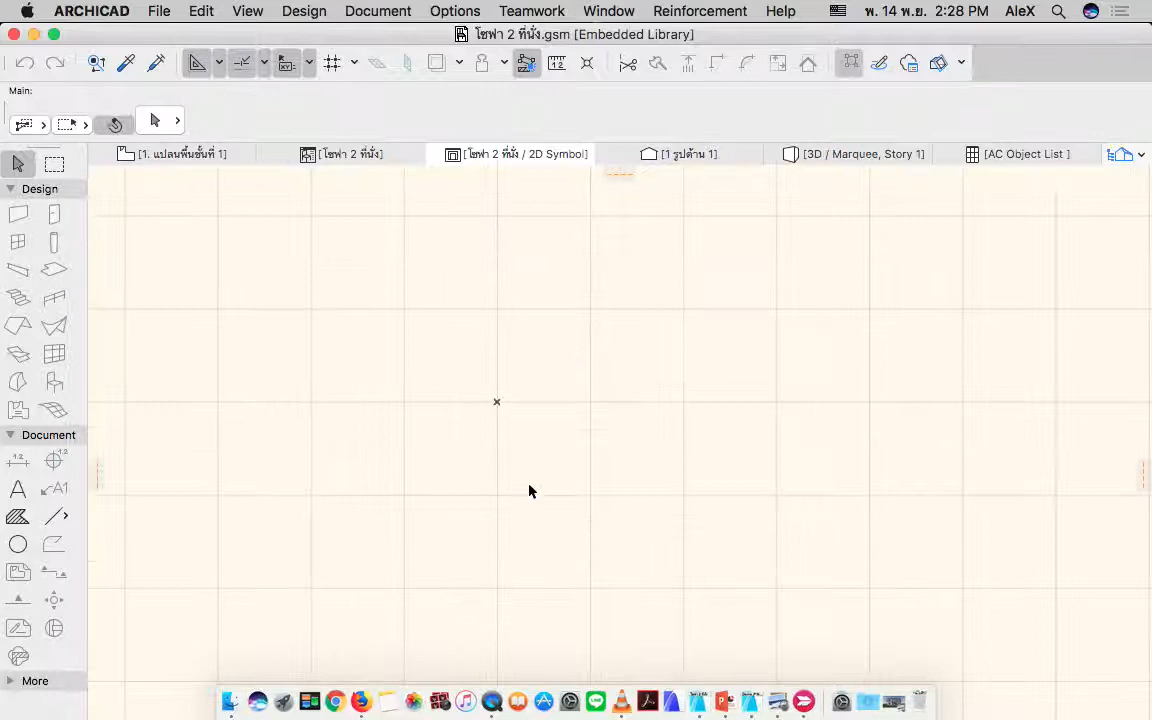 ARCHICAD File Edit View Design Document Options Teamwork Window Reinforcement Help พ. 14 พ.ย. 2:28 PM AleX
โซฟา 2 ที่นั่ง.gsm [Embedded Library]
Main:
[1. แปลนพื้นชั้นที่ 1] [โซฟา 2 ที่นั่ง] [โซฟา 2 ที่นั่ง / 2D Symbol] [1 รูปด้าน 1] [3D / Marquee, Story 1] [AC Object List ]
Design
Document
A A1
More